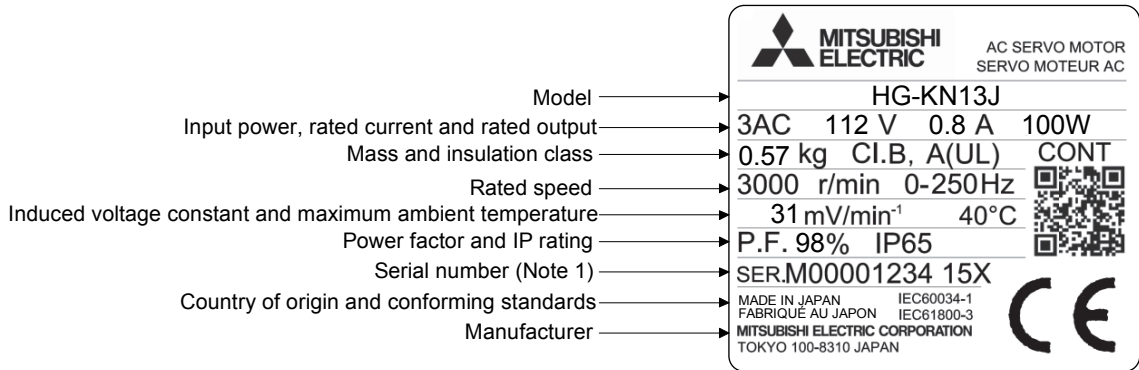 MITSUBISHI
ELECTRIC
AC SERVO MOTOR
SERVO MOTEUR AC
Model
HG-KN13J
Input power, rated current and rated output
3AC 112 V 0.8 A 100W
Mass and insulation class
0.57 kg Cl.B, A(UL) CONT
Rated speed
3000 r/min 0-250Hz
Induced voltage constant and maximum ambient temperature
31 mV/min⁻¹ 40°C
Power factor and IP rating
P.F. 98% IP65
Serial number (Note 1)
SER.M00001234 15X
Country of origin and conforming standards
MADE IN JAPAN IEC60034-1
FABRIQUÉ AU JAPON IEC61800-3
Manufacturer
MITSUBISHI ELECTRIC CORPORATION
TOKYO 100-8310 JAPAN
CE